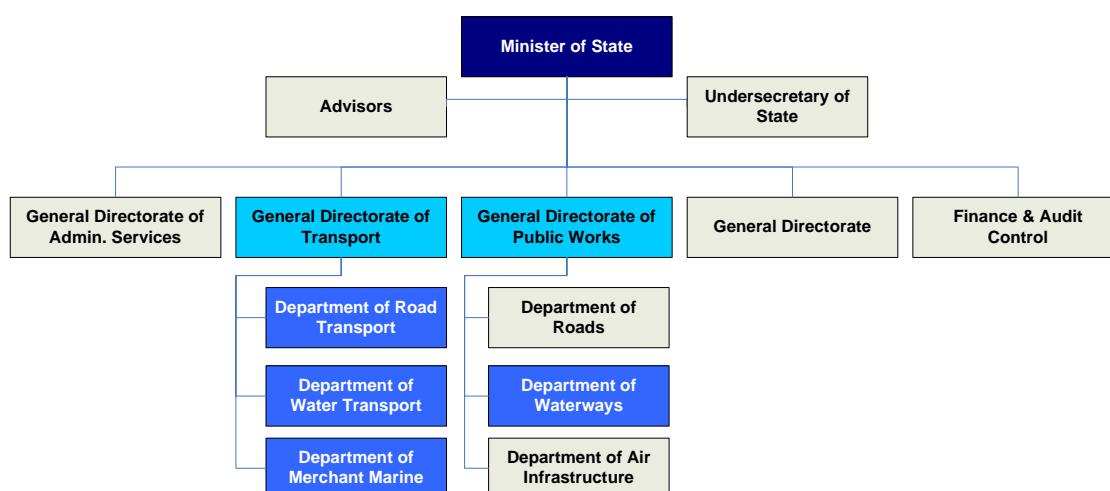 Minister of State
Advisors
Undersecretary of
State
General Directorate of
Admin. Services
General Directorate of
Transport
General Directorate of
Public Works
General Directorate
Finance & Audit
Control
Department of Road
Transport
Department of
Roads
Department of
Water Transport
Department of
Waterways
Department of
Merchant Marine
Department of Air
Infrastructure